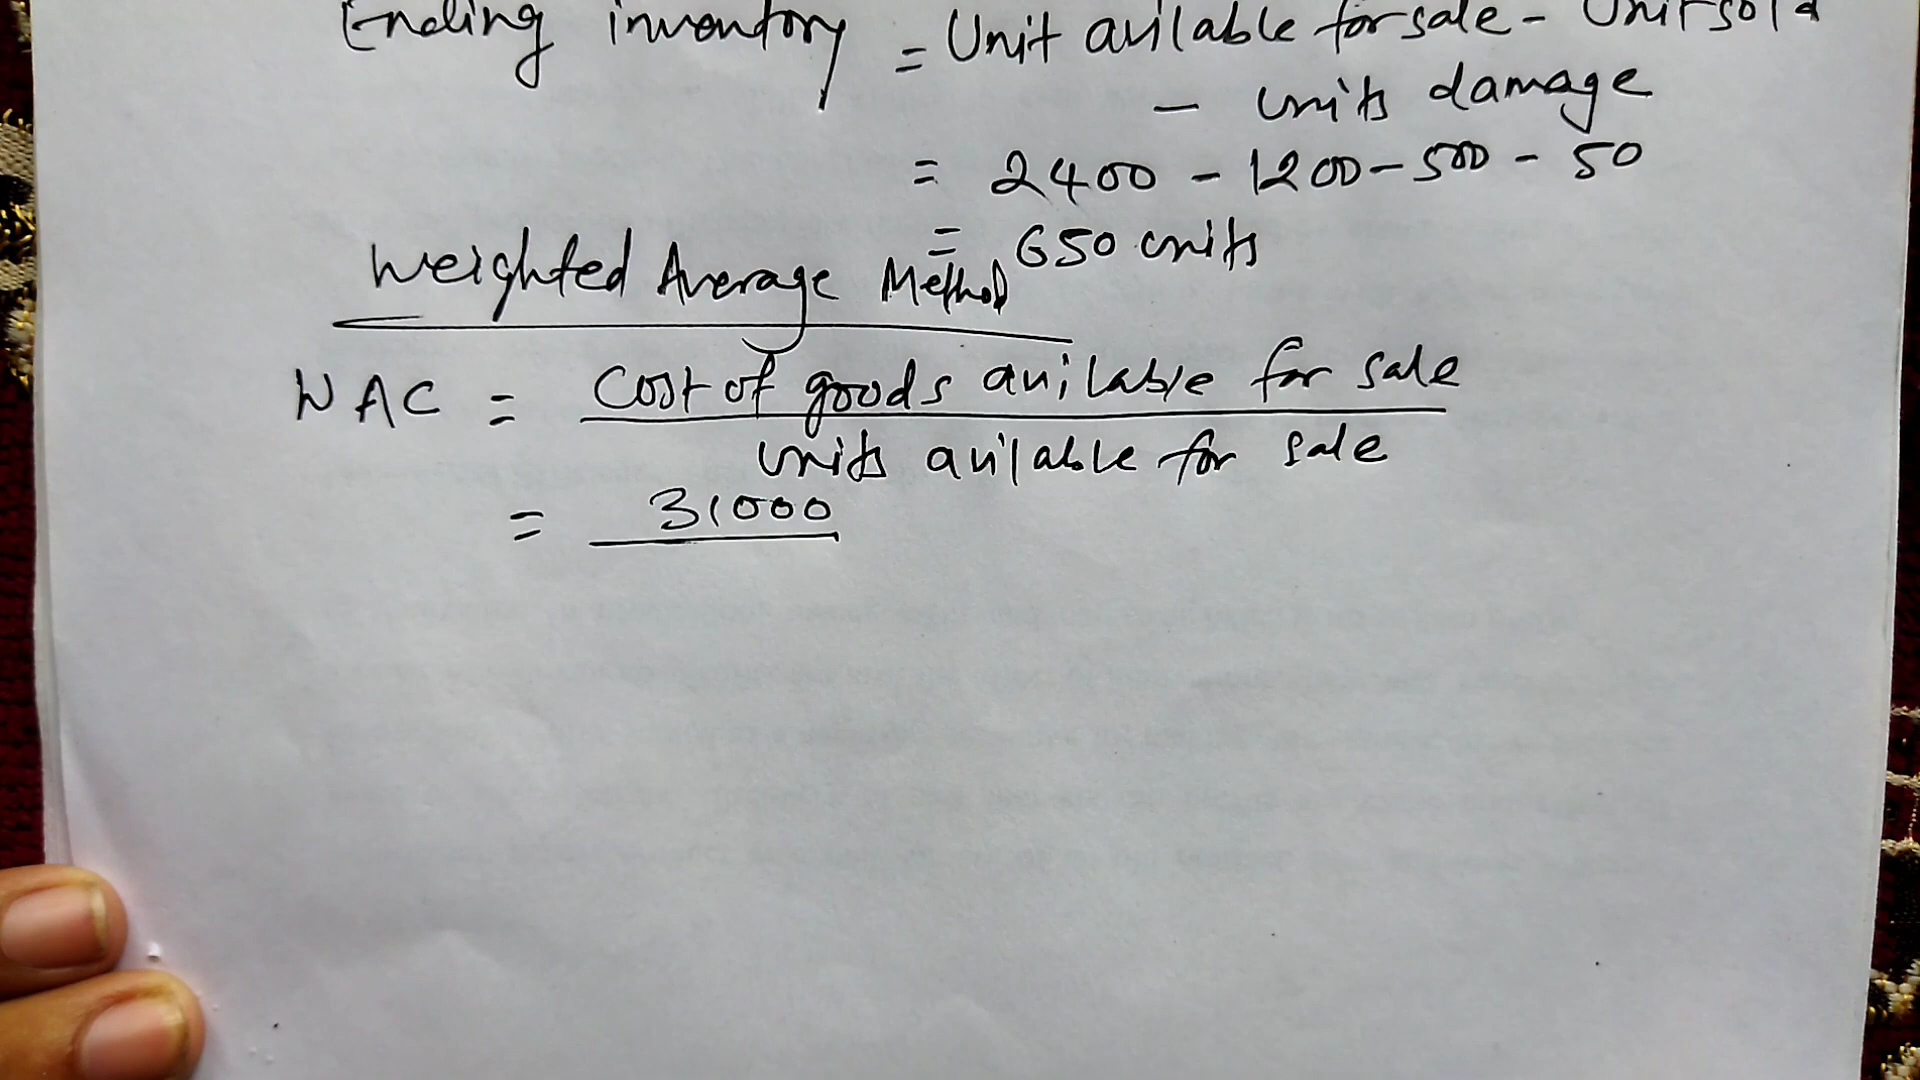 Ending inventory = Unit avilable for sale - Unit sold
- units damage
= 2400 - 1200 - 500 - 50
= 650 units
Weighted Average Method
WAC = Cost of goods avilable for sale
units avilable for sale
= 31000